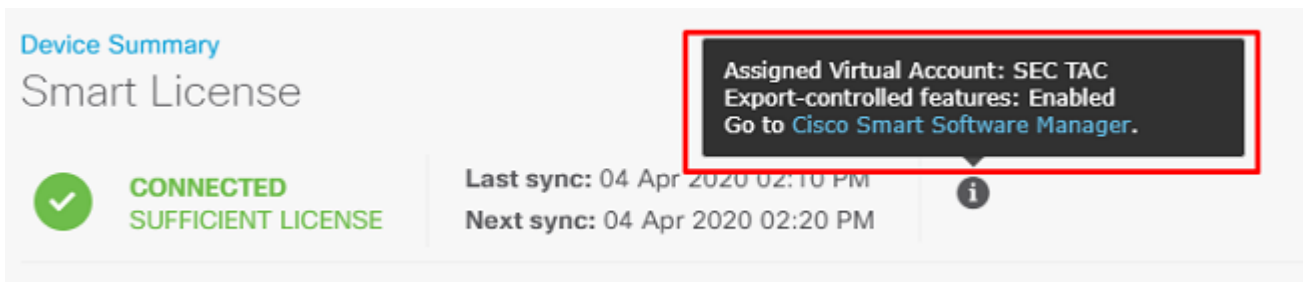 Device Summary
Smart License
Assigned Virtual Account: SEC TAC
Export-controlled features: Enabled
Go to Cisco Smart Software Manager.
CONNECTED
SUFFICIENT LICENSE
Last sync: 04 Apr 2020 02:10 PM
Next sync: 04 Apr 2020 02:20 PM
i